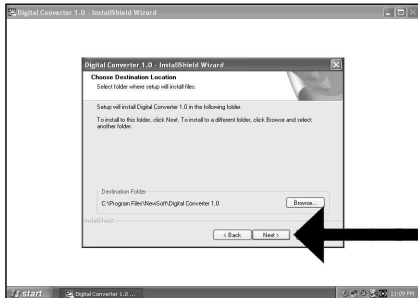 Digital Converter 1.0 - InstallShield Wizard
Digital Converter 1.0 - InstallShield Wizard
Choose Destination Location
Select folder where setup will install files.
Setup will install Digital Converter 1.0 in the following folder.
To install to this folder, click Next. To install to a different folder, click Browse and select
another folder.
Destination Folder
C:\Program Files\NewSoft\Digital Converter 1.0
Browse...
InstallShield
< Back
Next >
start
Digital Converter 1.0 ...
11:09 PM